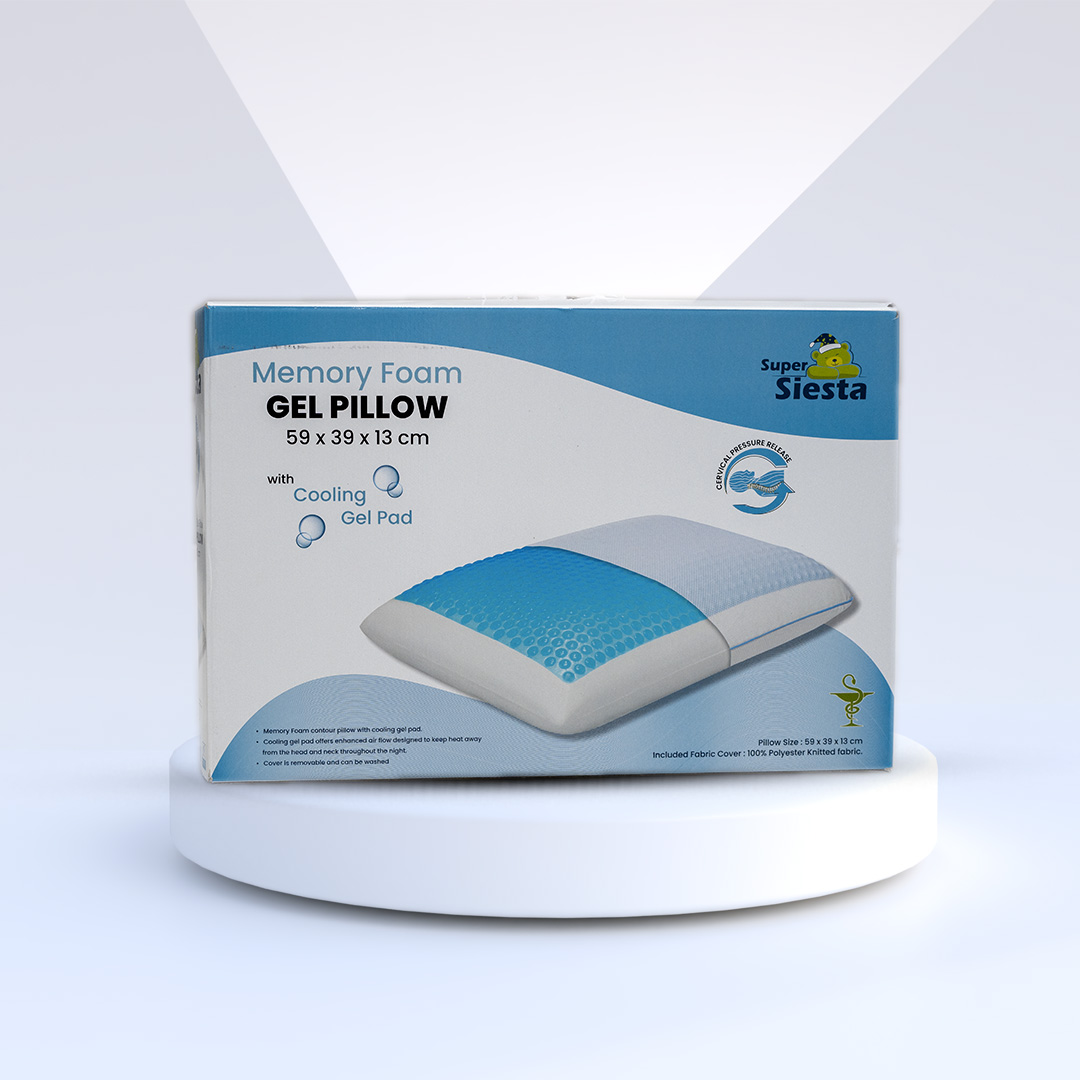 Memory Foam
GEL PILLOW
59 x 39 x 13 cm
with
Cooling
Gel Pad
Super
Siesta
CERVICAL PRESSURE RELEASE
• Memory Foam contour pillow with cooling gel pad.
• Cooling gel pad offers enhanced air flow designed to keep heat away
from the head and neck throughout the night.
• Cover is removable and can be washed
Pillow Size : 59 x 39 x 13 cm
Included Fabric Cover : 100% Polyester Knitted fabric.